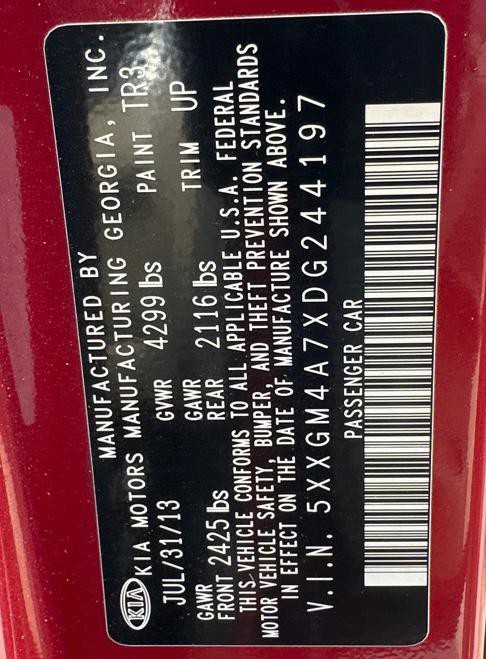 MANUFACTURED BY
KIA KIA MOTORS MANUFACTURING GEORGIA, INC.
JUL/31/13 GVWR 4299 lbs PAINT TR3
GAWR FRONT 2425 lbs GAWR REAR 2116 lbs TRIM UP
THIS VEHICLE CONFORMS TO ALL APPLICABLE U.S.A. FEDERAL
MOTOR VEHICLE SAFETY, BUMPER, AND THEFT PREVENTION STANDARDS
IN EFFECT ON THE DATE OF MANUFACTURE SHOWN ABOVE.
V.I.N. 5XXGM4A7XDG244197
PASSENGER CAR